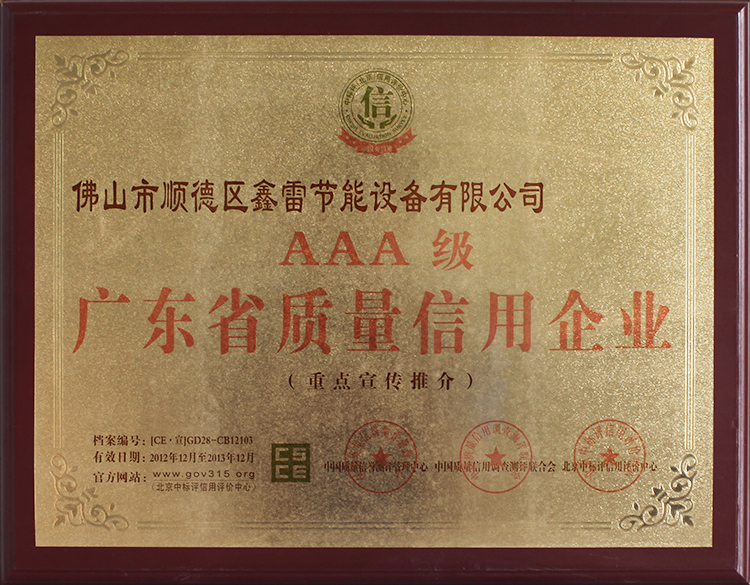 信
佛山市顺德区鑫雷节能设备有限公司
AAA 级
广东省质量信用企业
(重点宣传推介)
档案编号: [CE·宣]GD28-CB12103
有效日期: 2012年12月至2013年12月
官方网站: www.gov315.org
(北京中标评信用评价中心)
CS
CE
中国质量信誉测评管理中心 中国质量信用调查测评联合会 北京中标评信用评价中心